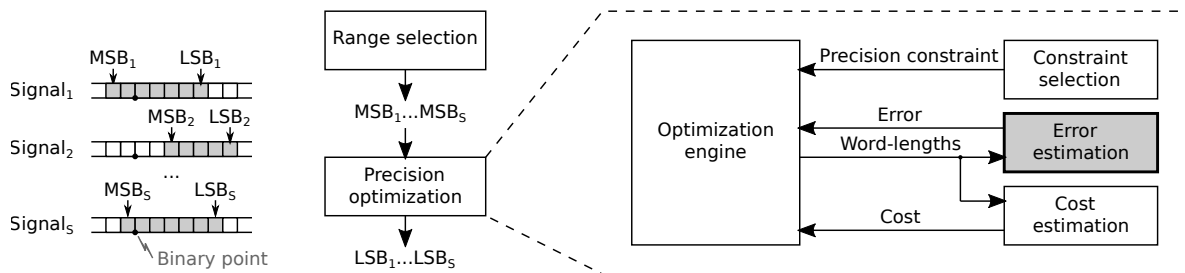 MSB₁ LSB₁
Signal₁
MSB₂ LSB₂
Signal₂
...
MSBₛ LSBₛ
Signalₛ
Binary point
Range selection
MSB₁...MSBₛ
Precision
optimization
LSB₁...LSBₛ
Optimization
engine
Precision constraint
Error
Word-lengths
Cost
Constraint
selection
Error
estimation
Cost
estimation